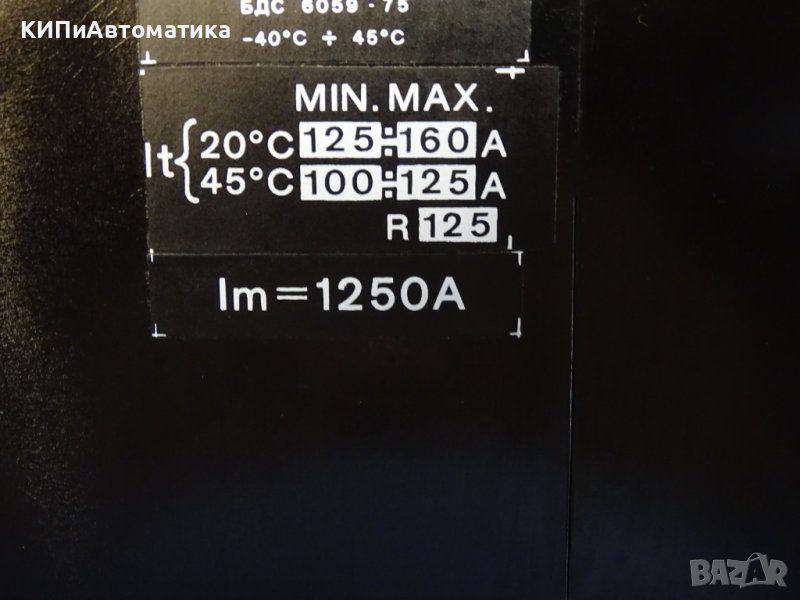 БДС 6059-75
КИПиАвтоматика
-40°C ÷ 45°C
MIN. MAX.
It { 20°C 125÷160 A
45°C 100÷125 A
R 125
Im = 1250A
BAZAR